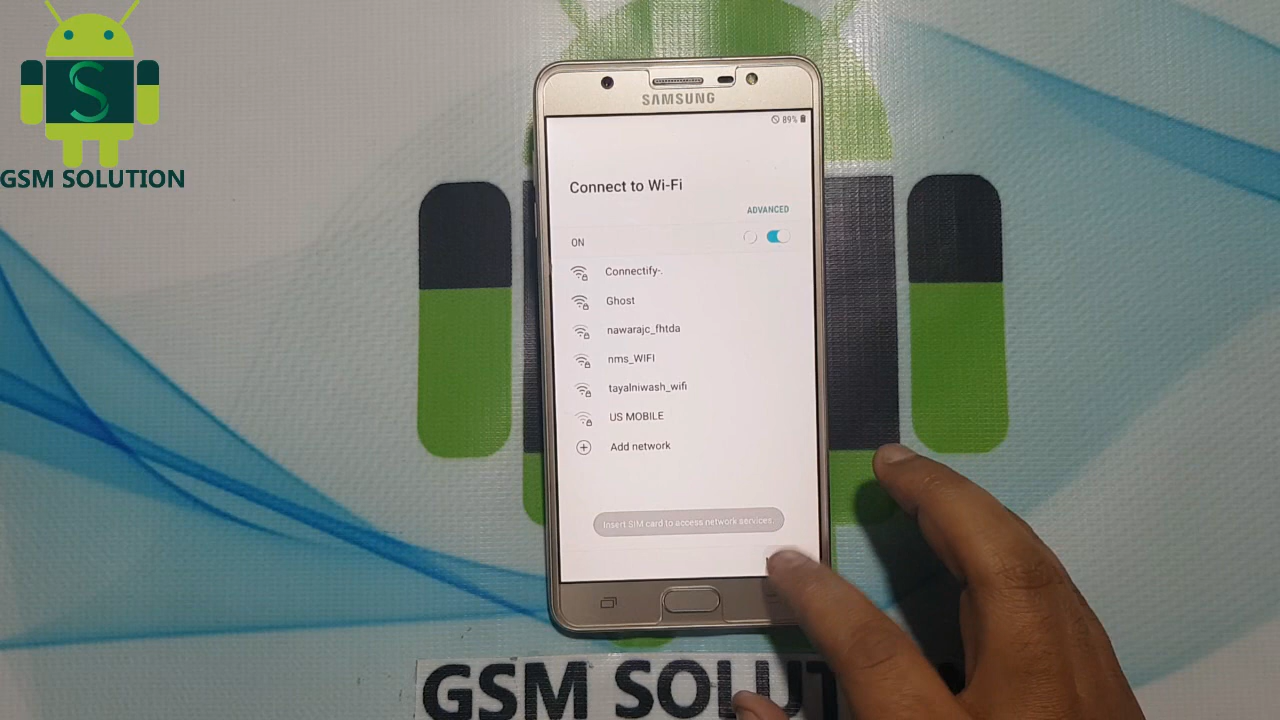 S
GSM SOLUTION
SAMSUNG
89%
Connect to Wi-Fi
ADVANCED
ON
Connectify-.
Ghost
nawarajc_fhtda
nms_WIFI
tayalniwash_wifi
US MOBILE
Add network
Insert SIM card to access network services.
GSM SOLUT